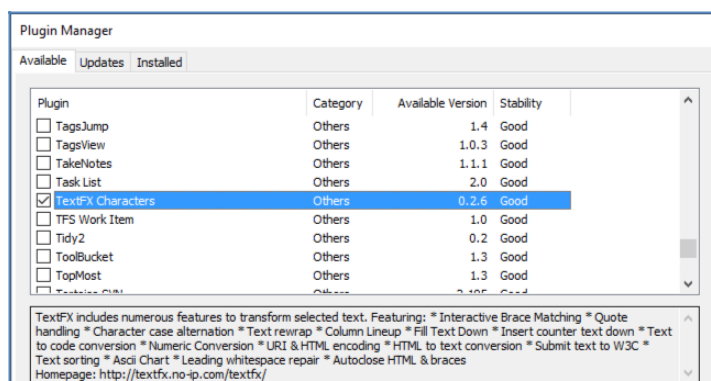 Plugin Manager
Available Updates Installed
Plugin Category Available Version Stability
TagsJump Others 1.4 Good
TagsView Others 1.0.3 Good
TakeNotes Others 1.1.1 Good
Task List Others 2.0 Good
TextFX Characters Others 0.2.6 Good
TFS Work Item Others 1.0 Good
Tidy2 Others 0.2 Good
ToolBucket Others 1.3 Good
TopMost Others 1.3 Good
TextFX includes numerous features to transform selected text. Featuring: * Interactive Brace Matching * Quote
handling * Character case alternation * Text rewrap * Column Lineup * Fill Text Down * Insert counter text down * Text
to code conversion * Numeric Conversion * URI & HTML encoding * HTML to text conversion * Submit text to W3C *
Text sorting * Ascii Chart * Leading whitespace repair * Autoclose HTML & braces
Homepage: http://textfx.no-ip.com/textfx/